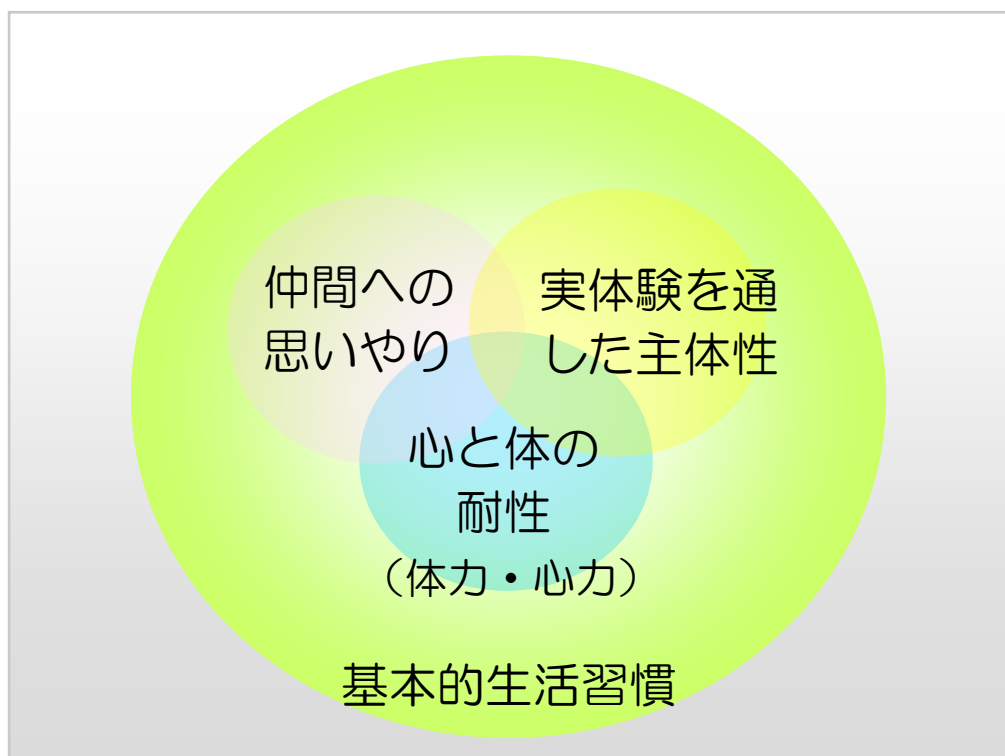 仲間への
思いやり
実体験を通
した主体性
心と体の
耐性
（体力・心力）
基本的生活習慣